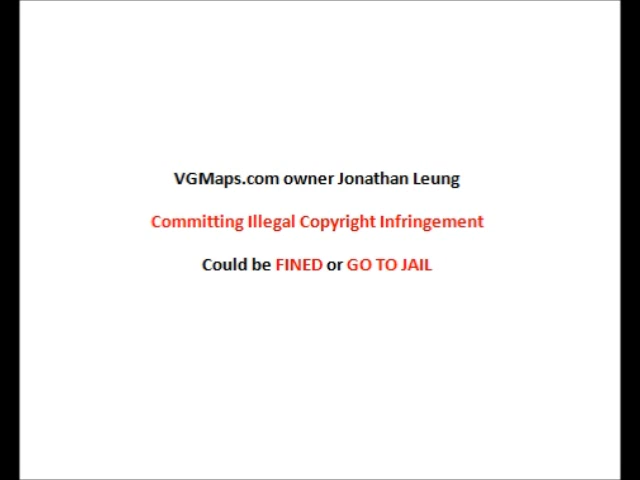 VGMaps.com owner Jonathan Leung
Committing Illegal Copyright Infringement
Could be FINED or GO TO JAIL